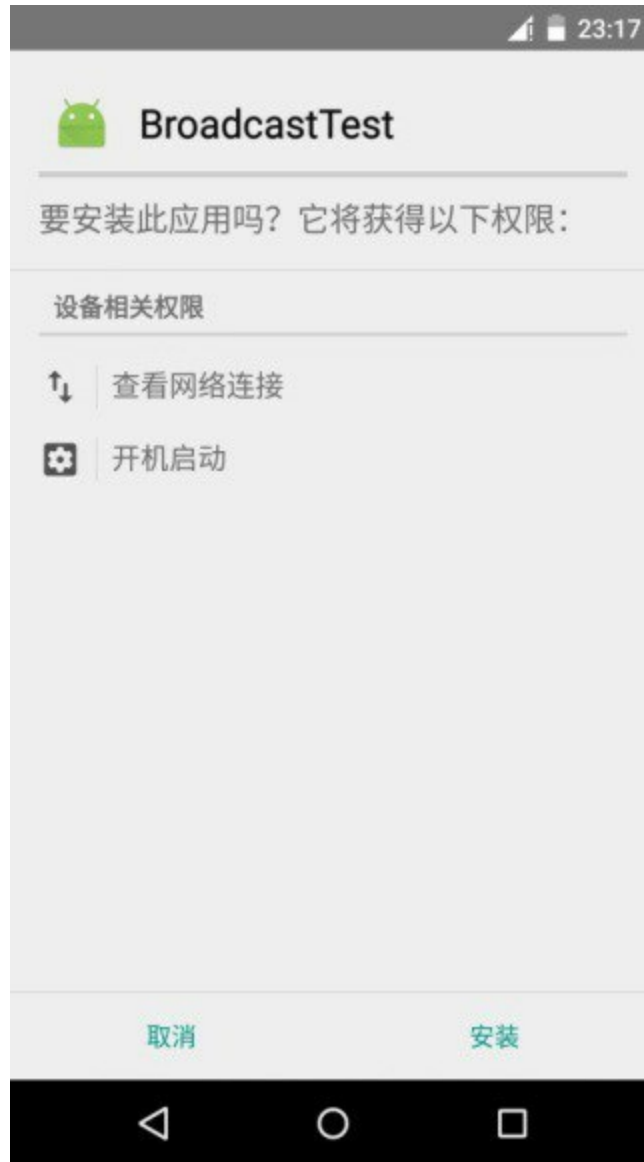 23:17
BroadcastTest
要安装此应用吗？它将获得以下权限：
设备相关权限
查看网络连接
开机启动
取消
安装